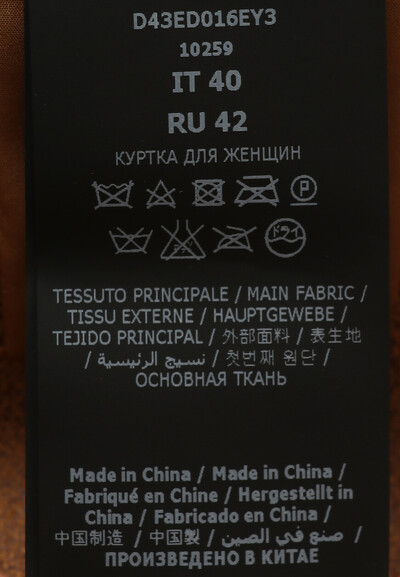 D43ED016EY3
10259
IT 40
RU 42
КУРТКА ДЛЯ ЖЕНЩИН
P
ドライ
TESSUTO PRINCIPALE / MAIN FABRIC /
TISSU EXTERNE / HAUPTGEWEBE /
TEJIDO PRINCIPAL / 外部面料 / 表生地
/ 첫번째 원단 / نسيج الرئيسية /
ОСНОВНАЯ ТКАНЬ
Made in China / Made in China /
Fabriqué en Chine / Hergestellt in
China / Fabricado en China /
中国制造 / 中国製 / صنع في الصين /
ПРОИЗВЕДЕНО В КИТАЕ